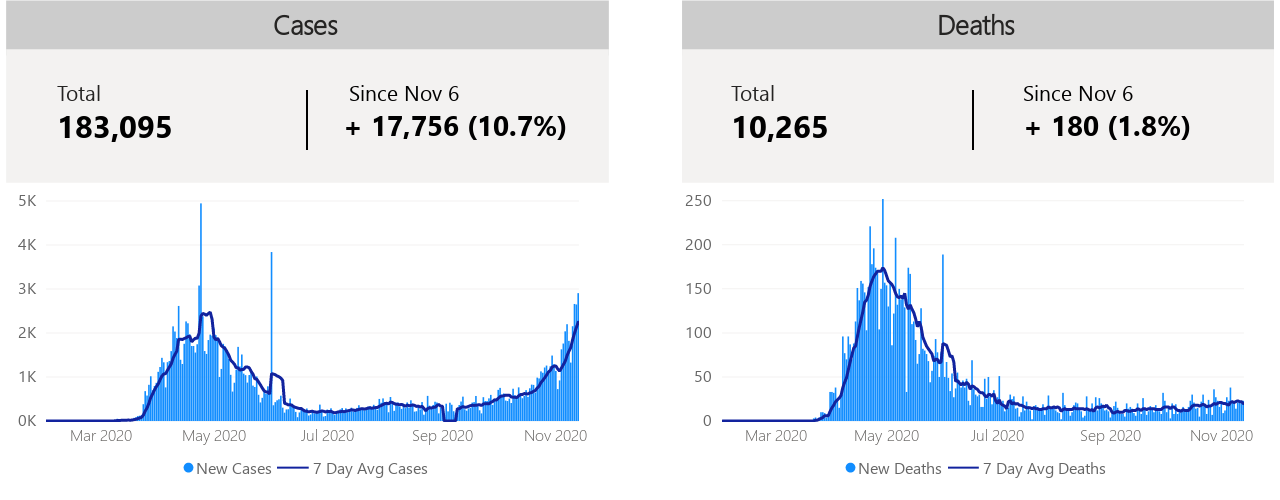 Cases
Total
183,095
Since Nov 6
+ 17,756 (10.7%)
5K
4K
3K
2K
1K
0K
Mar 2020 May 2020 Jul 2020 Sep 2020 Nov 2020
New Cases 7 Day Avg Cases
Deaths
Total
10,265
Since Nov 6
+ 180 (1.8%)
250
200
150
100
50
0
Mar 2020 May 2020 Jul 2020 Sep 2020 Nov 2020
New Deaths 7 Day Avg Deaths